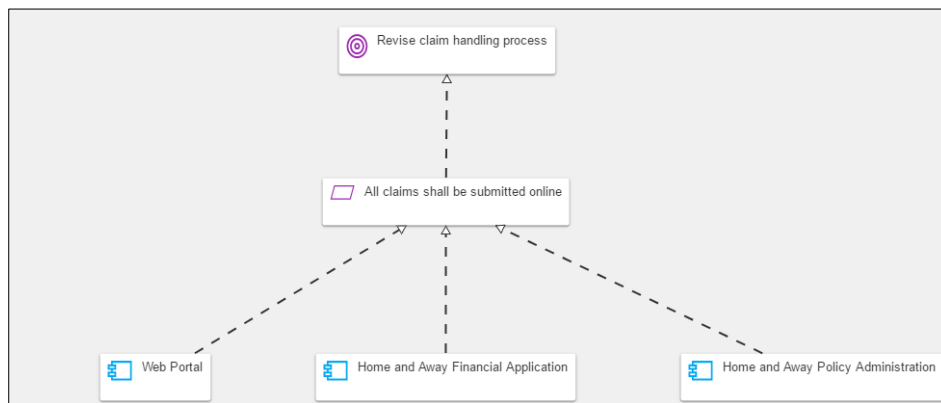 Revise claim handling process
All claims shall be submitted online
Web Portal
Home and Away Financial Application
Home and Away Policy Administration